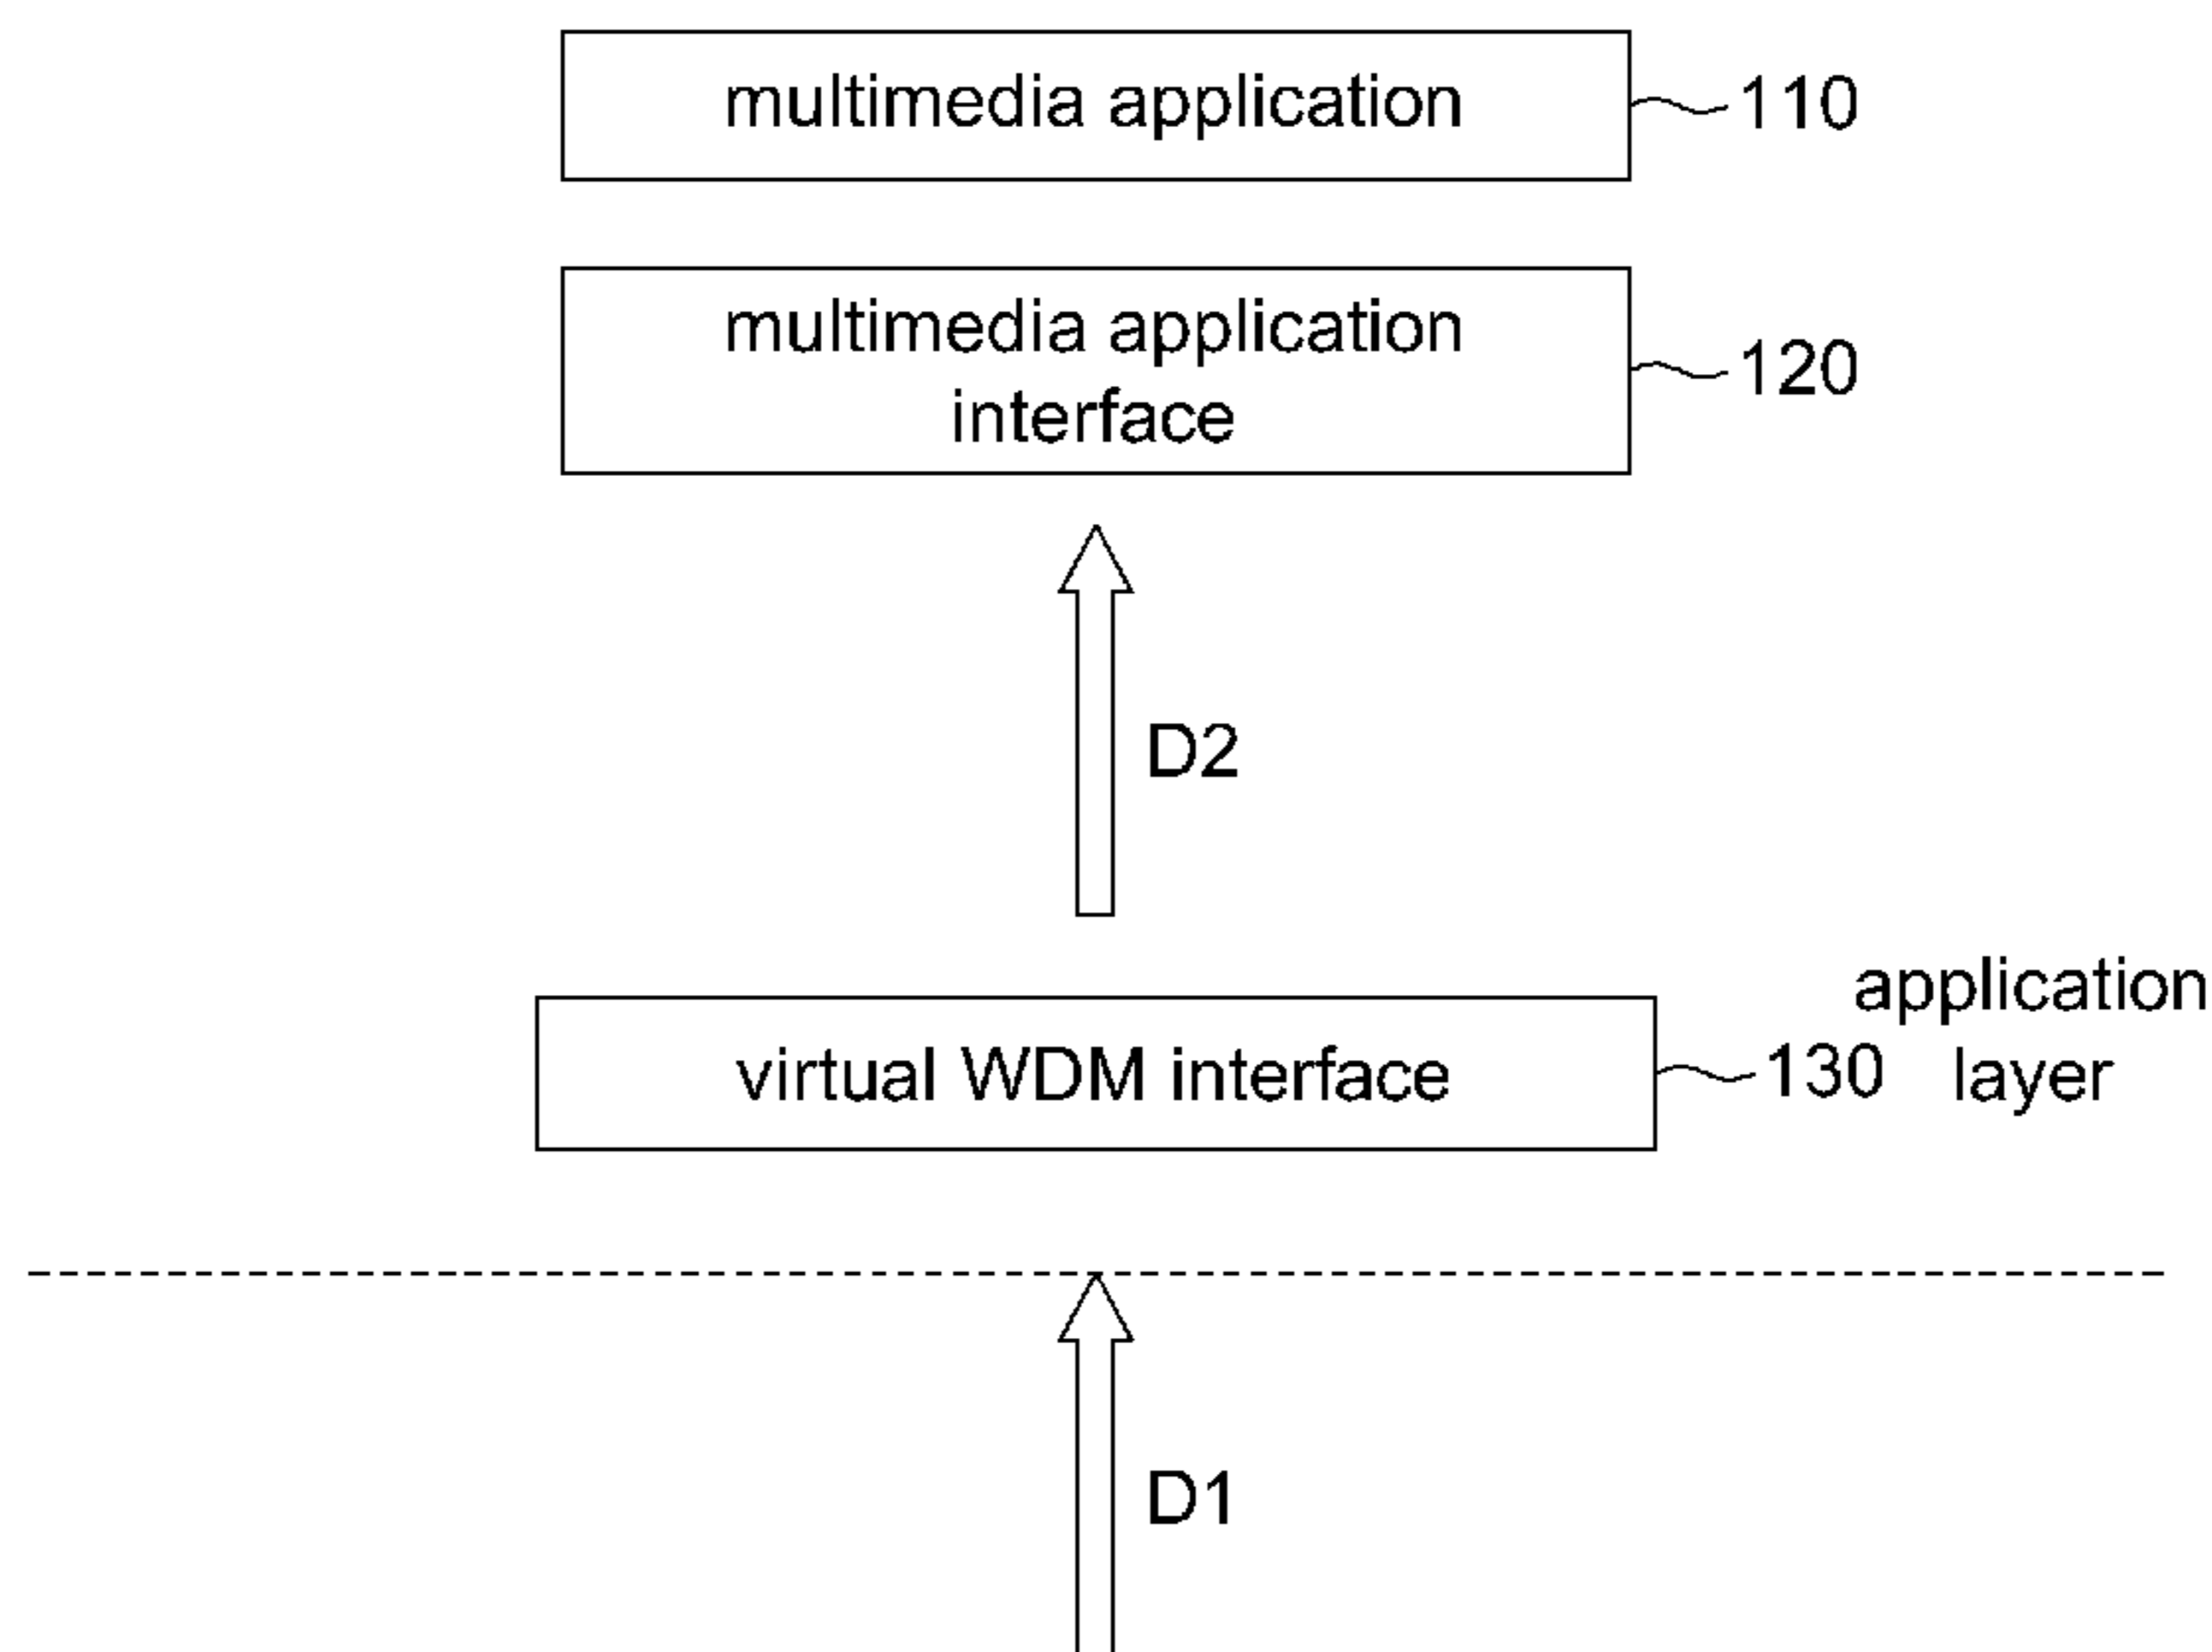 multimedia application
110
multimedia application
interface
120
D2
virtual WDM interface
130
application
layer
D1